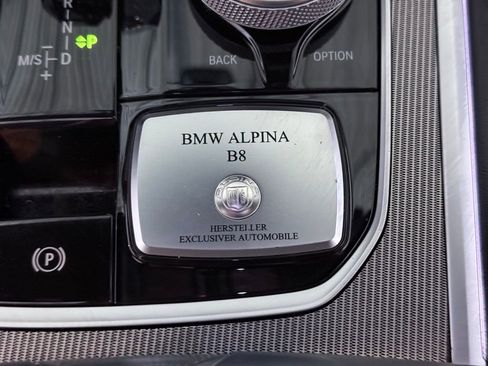 R
N
D
P
M/S
+
BACK
OPTION
BMW ALPINA
B8
HERSTELLER
EXCLUSIVER AUTOMOBILE
P